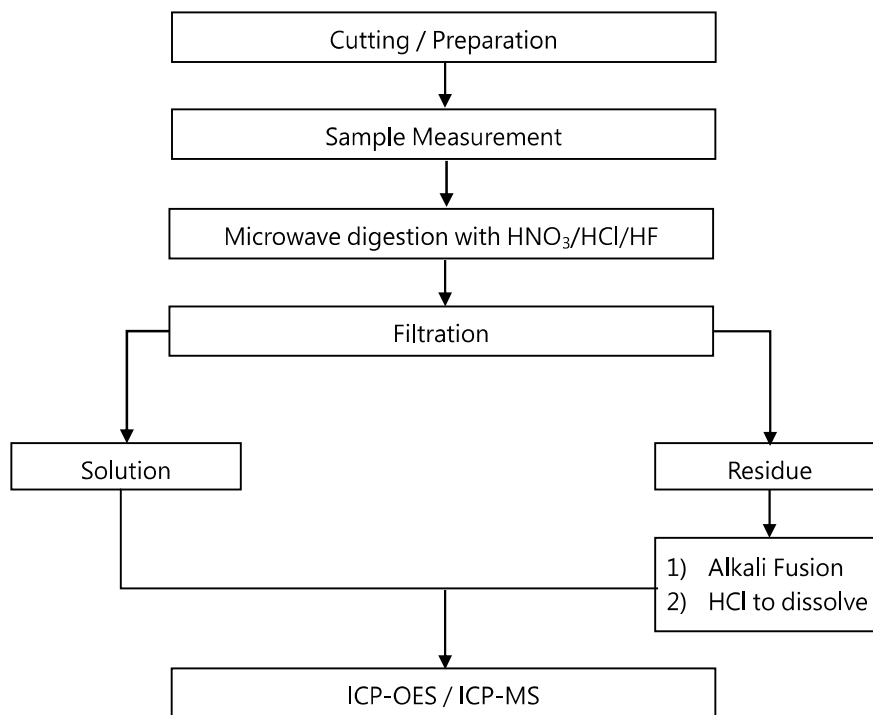 Cutting / Preparation
Sample Measurement
Microwave digestion with HNO₃/HCl/HF
Filtration
Solution
Residue
1) Alkali Fusion
2) HCl to dissolve
ICP-OES / ICP-MS